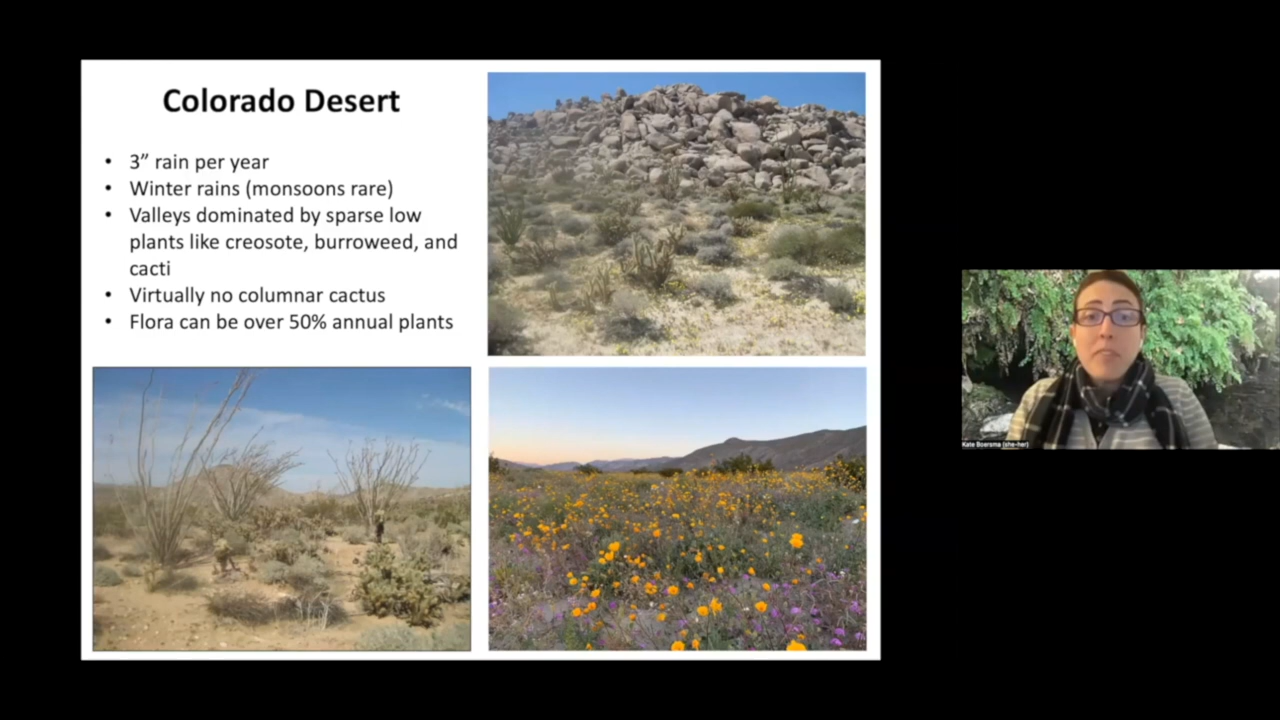 Colorado Desert
• 3” rain per year
• Winter rains (monsoons rare)
• Valleys dominated by sparse low
plants like creosote, burroweed, and
cacti
• Virtually no columnar cactus
• Flora can be over 50% annual plants
Kate Boersma (she-her)